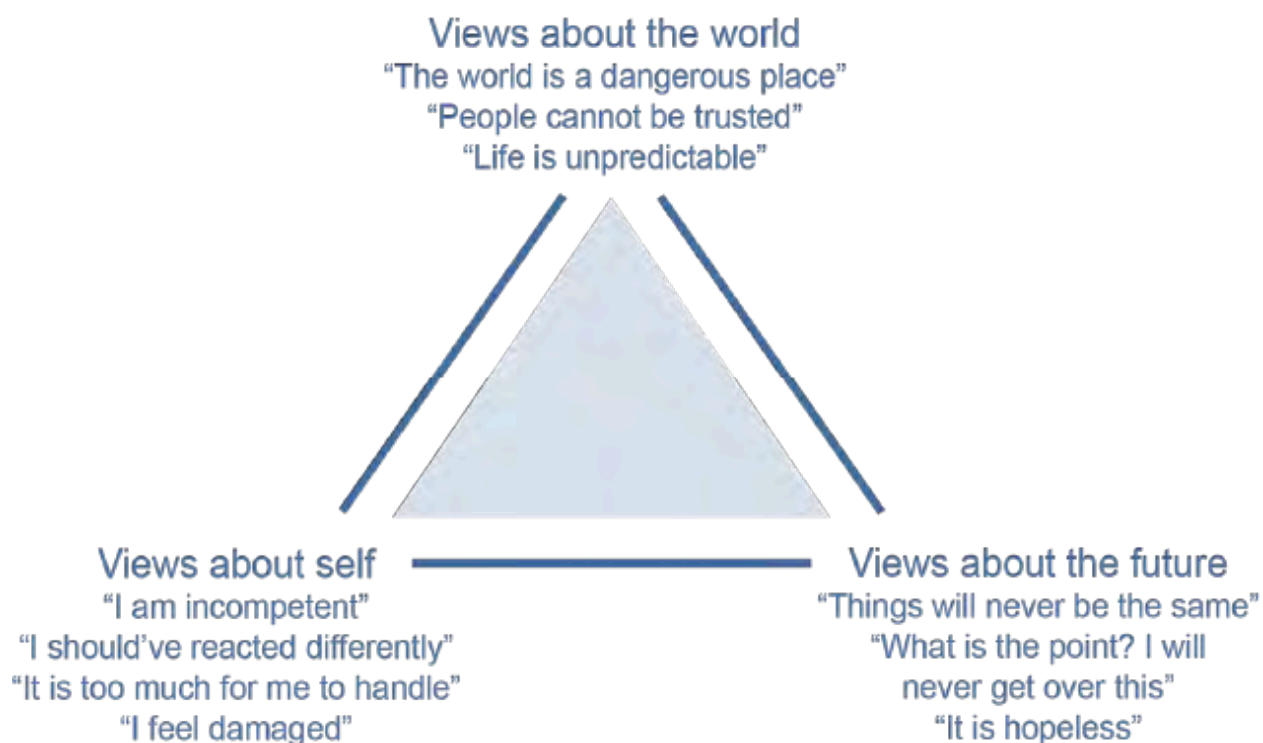 Views about the world
“The world is a dangerous place”
“People cannot be trusted”
“Life is unpredictable”
Views about self
“I am incompetent”
“I should’ve reacted differently”
“It is too much for me to handle”
“I feel damaged”
Views about the future
“Things will never be the same”
“What is the point? I will
never get over this”
“It is hopeless”